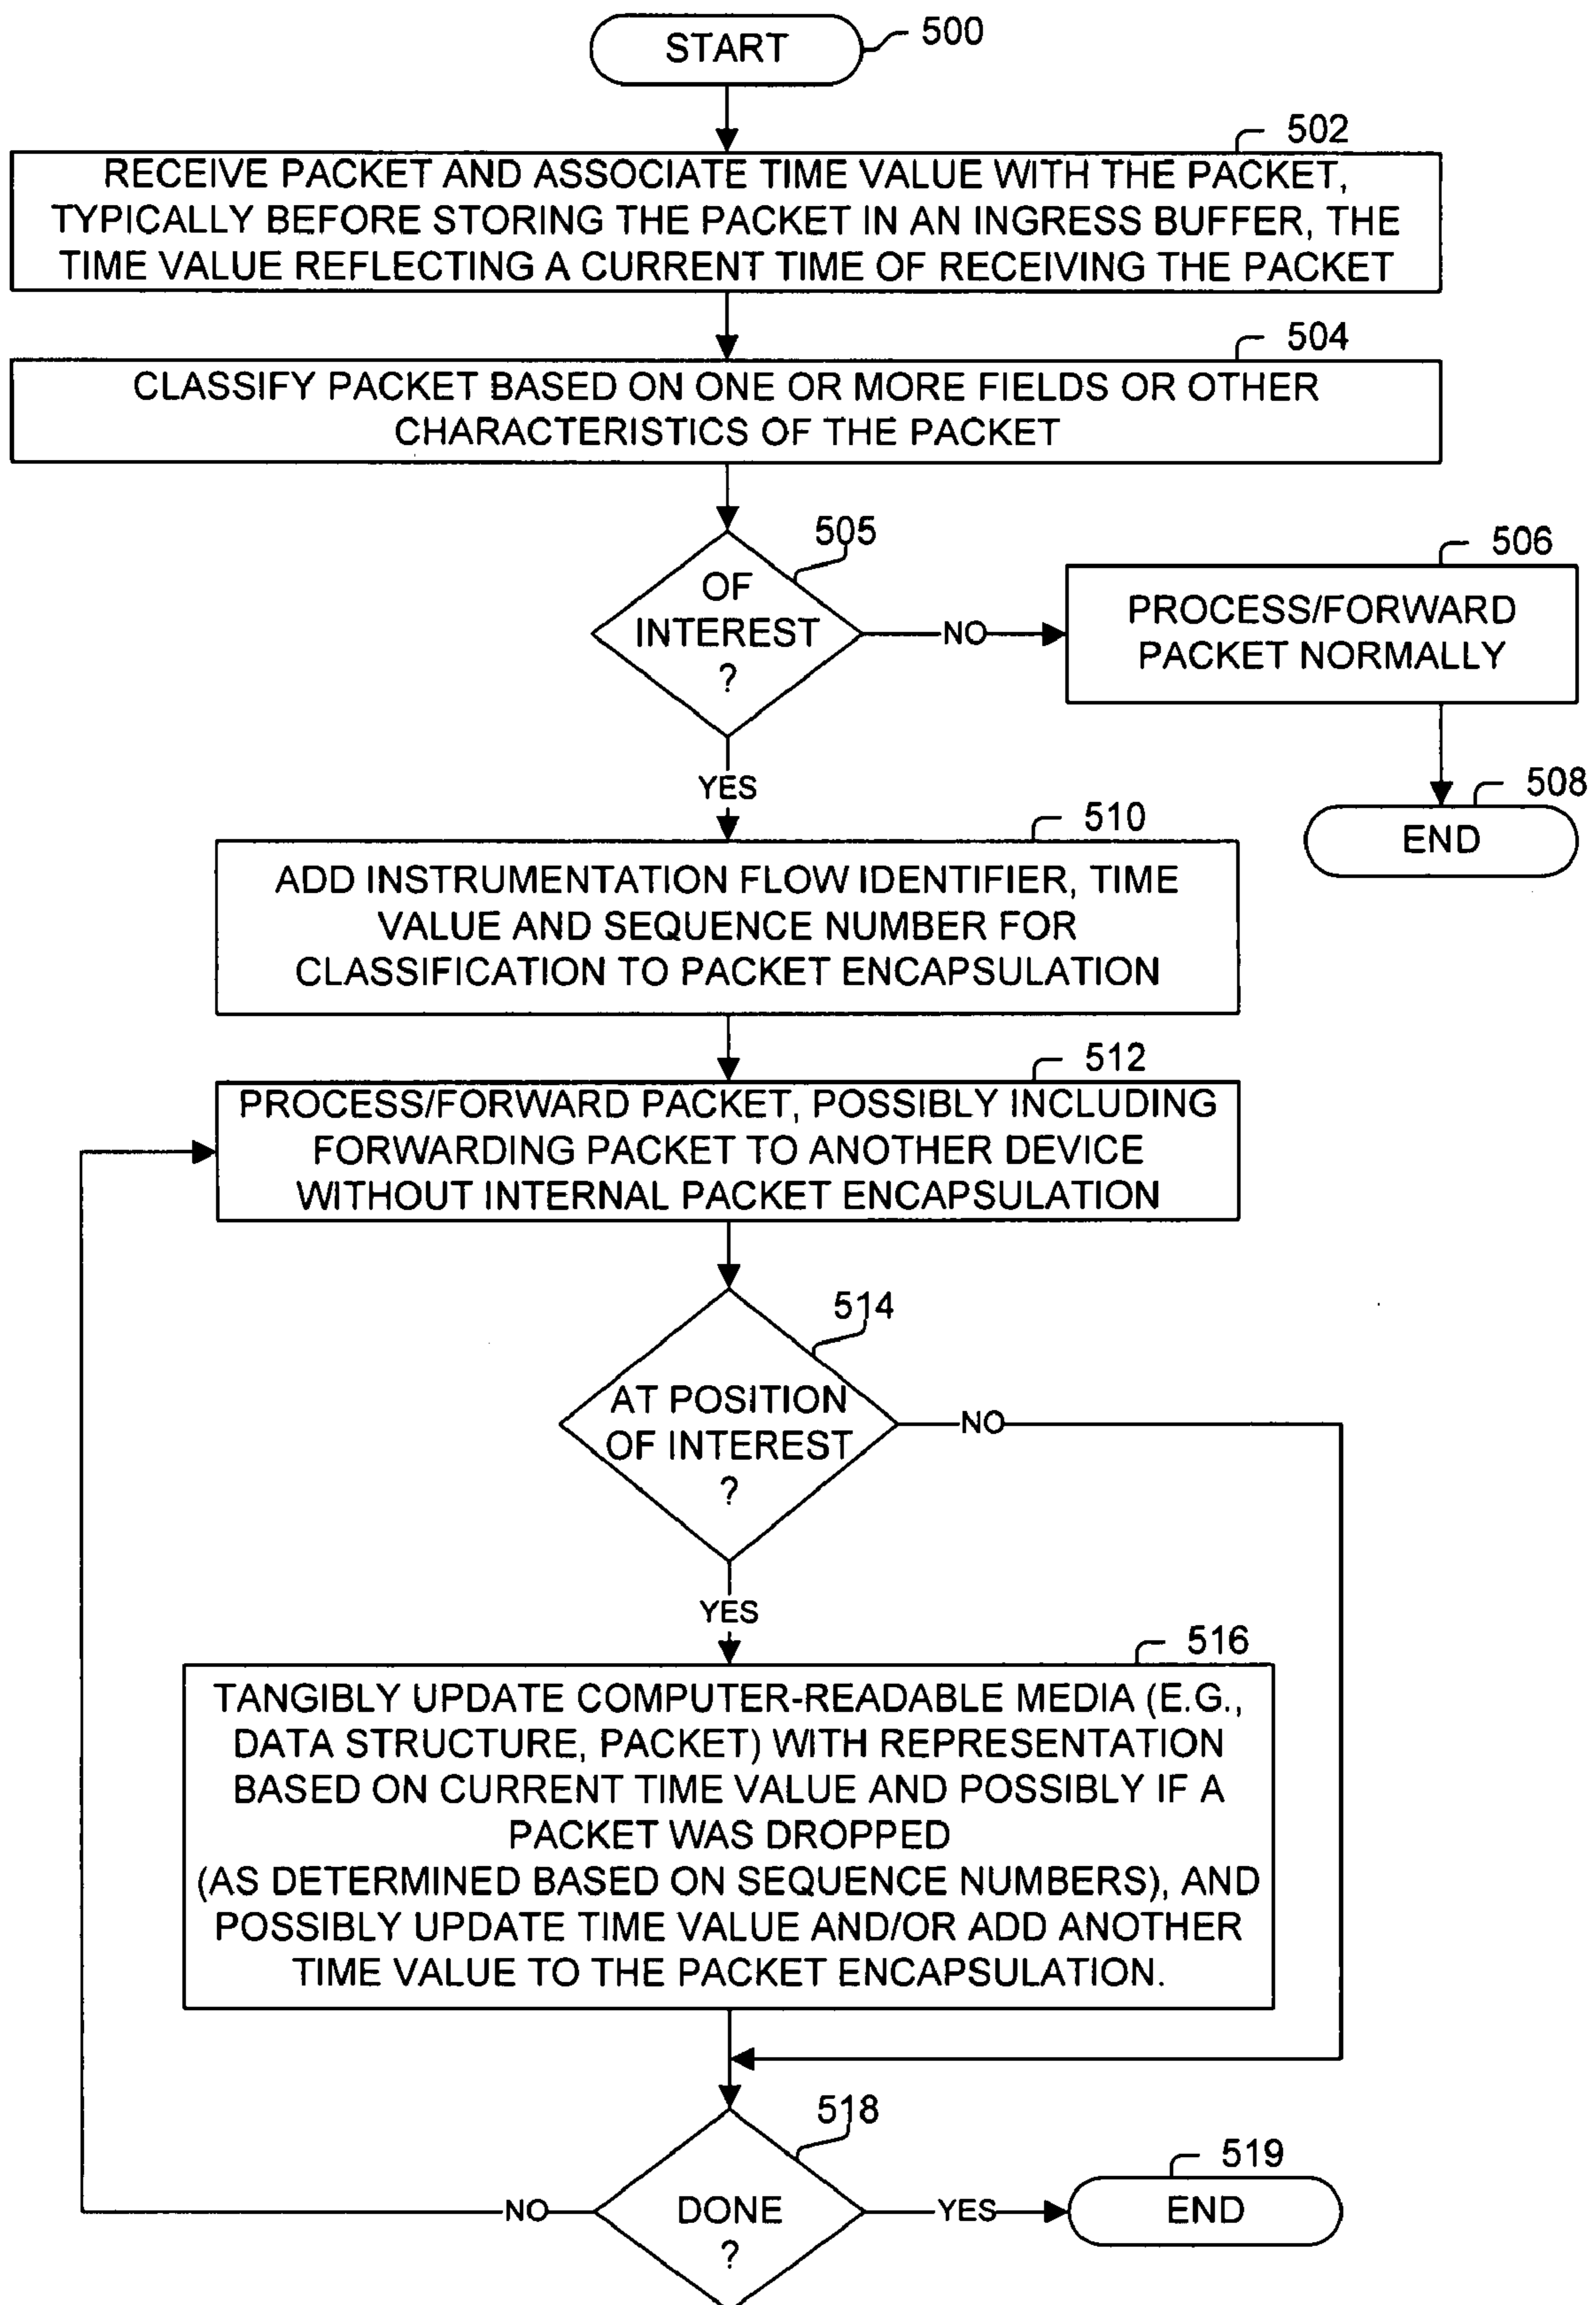 START
500
502
RECEIVE PACKET AND ASSOCIATE TIME VALUE WITH THE PACKET,
TYPICALLY BEFORE STORING THE PACKET IN AN INGRESS BUFFER, THE
TIME VALUE REFLECTING A CURRENT TIME OF RECEIVING THE PACKET
504
CLASSIFY PACKET BASED ON ONE OR MORE FIELDS OR OTHER
CHARACTERISTICS OF THE PACKET
505
OF
INTEREST
?
NO
506
PROCESS/FORWARD
PACKET NORMALLY
508
END
YES
510
ADD INSTRUMENTATION FLOW IDENTIFIER, TIME
VALUE AND SEQUENCE NUMBER FOR
CLASSIFICATION TO PACKET ENCAPSULATION
512
PROCESS/FORWARD PACKET, POSSIBLY INCLUDING
FORWARDING PACKET TO ANOTHER DEVICE
WITHOUT INTERNAL PACKET ENCAPSULATION
514
AT POSITION
OF INTEREST
?
NO
YES
516
TANGIBLY UPDATE COMPUTER-READABLE MEDIA (E.G.,
DATA STRUCTURE, PACKET) WITH REPRESENTATION
BASED ON CURRENT TIME VALUE AND POSSIBLY IF A
PACKET WAS DROPPED
(AS DETERMINED BASED ON SEQUENCE NUMBERS), AND
POSSIBLY UPDATE TIME VALUE AND/OR ADD ANOTHER
TIME VALUE TO THE PACKET ENCAPSULATION.
518
DONE
?
NO
YES
519
END